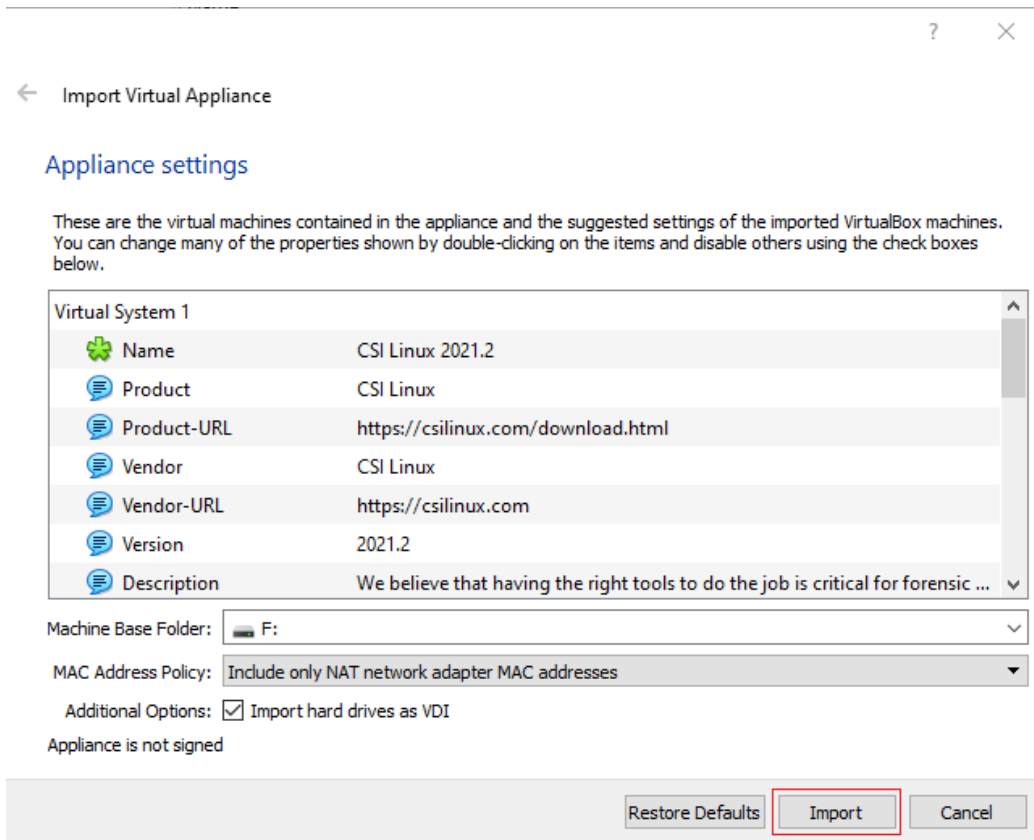 ?
Import Virtual Appliance
Appliance settings
These are the virtual machines contained in the appliance and the suggested settings of the imported VirtualBox machines.
You can change many of the properties shown by double-clicking on the items and disable others using the check boxes
below.
Virtual System 1
Name CSI Linux 2021.2
Product CSI Linux
Product-URL https://csilinux.com/download.html
Vendor CSI Linux
Vendor-URL https://csilinux.com
Version 2021.2
Description We believe that having the right tools to do the job is critical for forensic ...
Machine Base Folder: F:
MAC Address Policy: Include only NAT network adapter MAC addresses
Additional Options: Import hard drives as VDI
Appliance is not signed
Restore Defaults Import Cancel